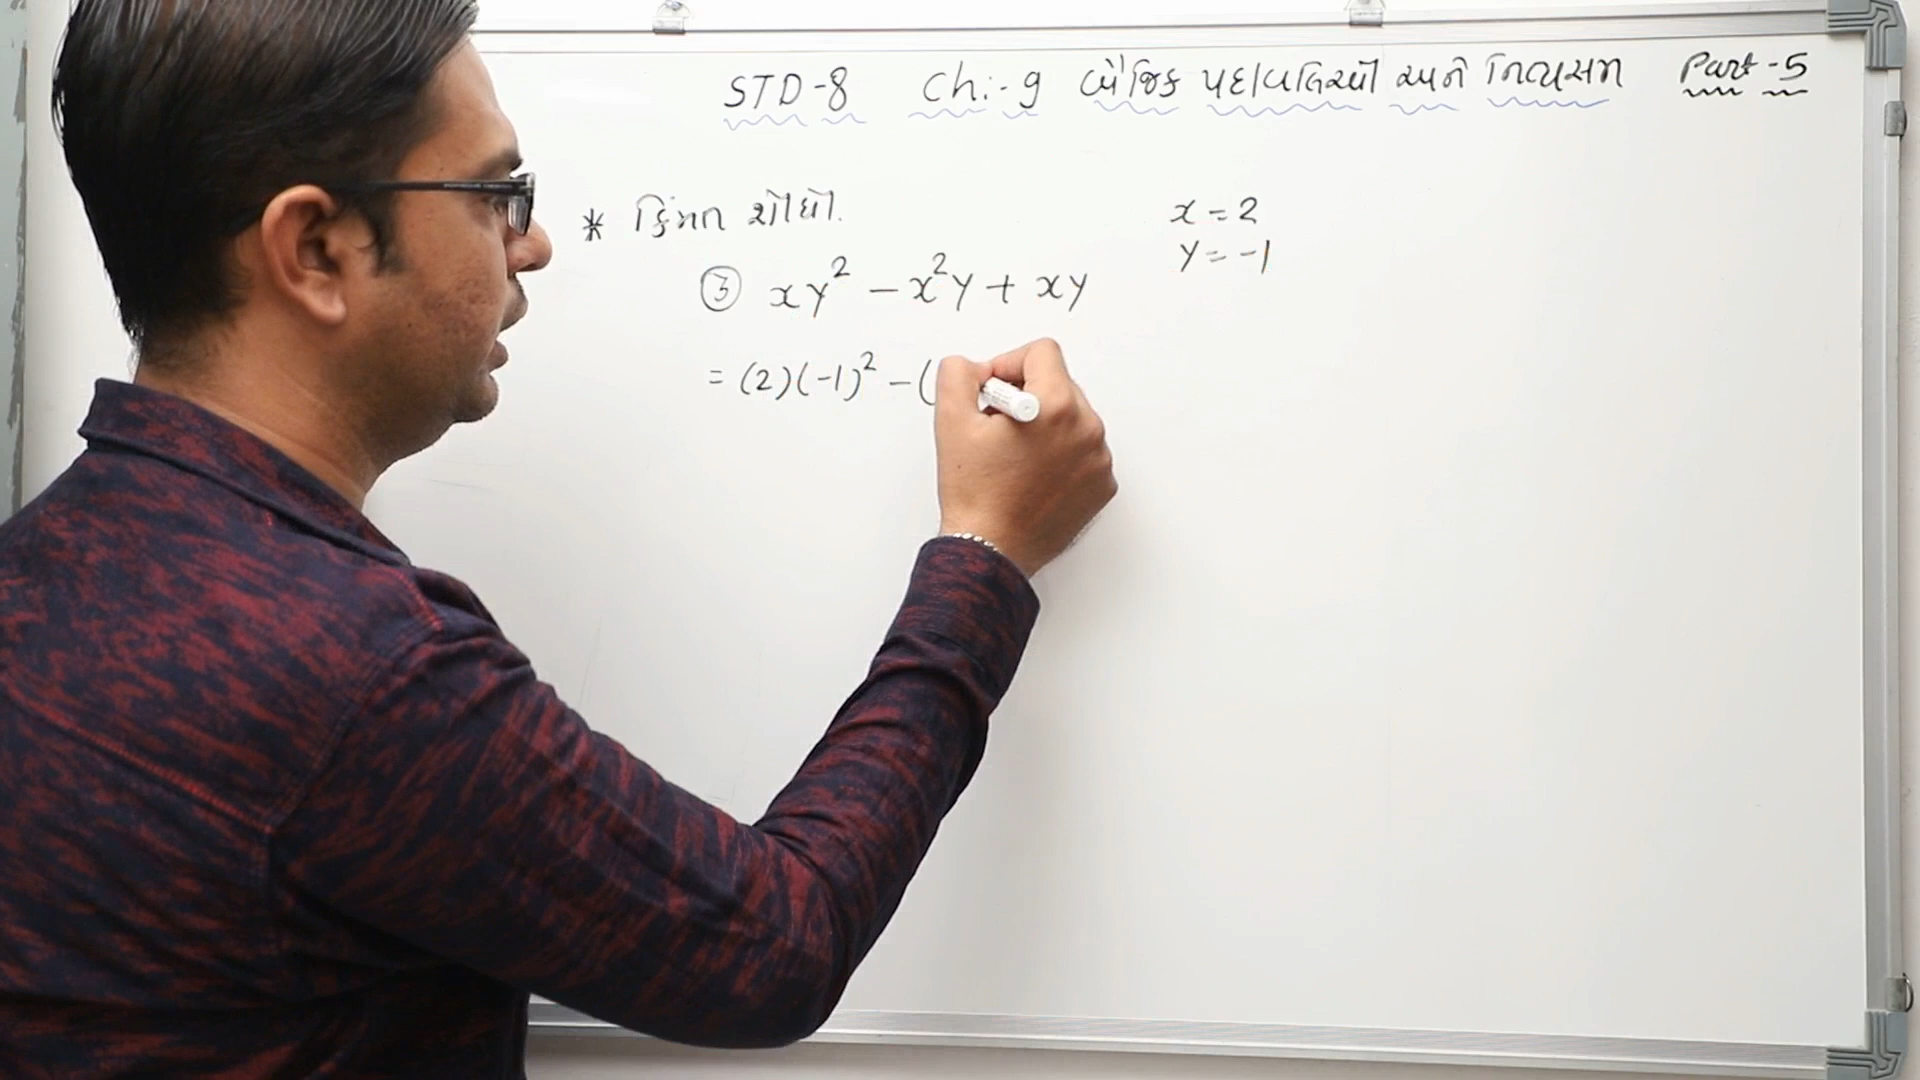 STD-8 Ch:-9 બૈજિક પદાવલિઓ અને નિત્યસમ Part-5
* કિંમત શોધો.
x = 2
y = -1
③ xy² - x²y + xy
= (2)(-1)² - (